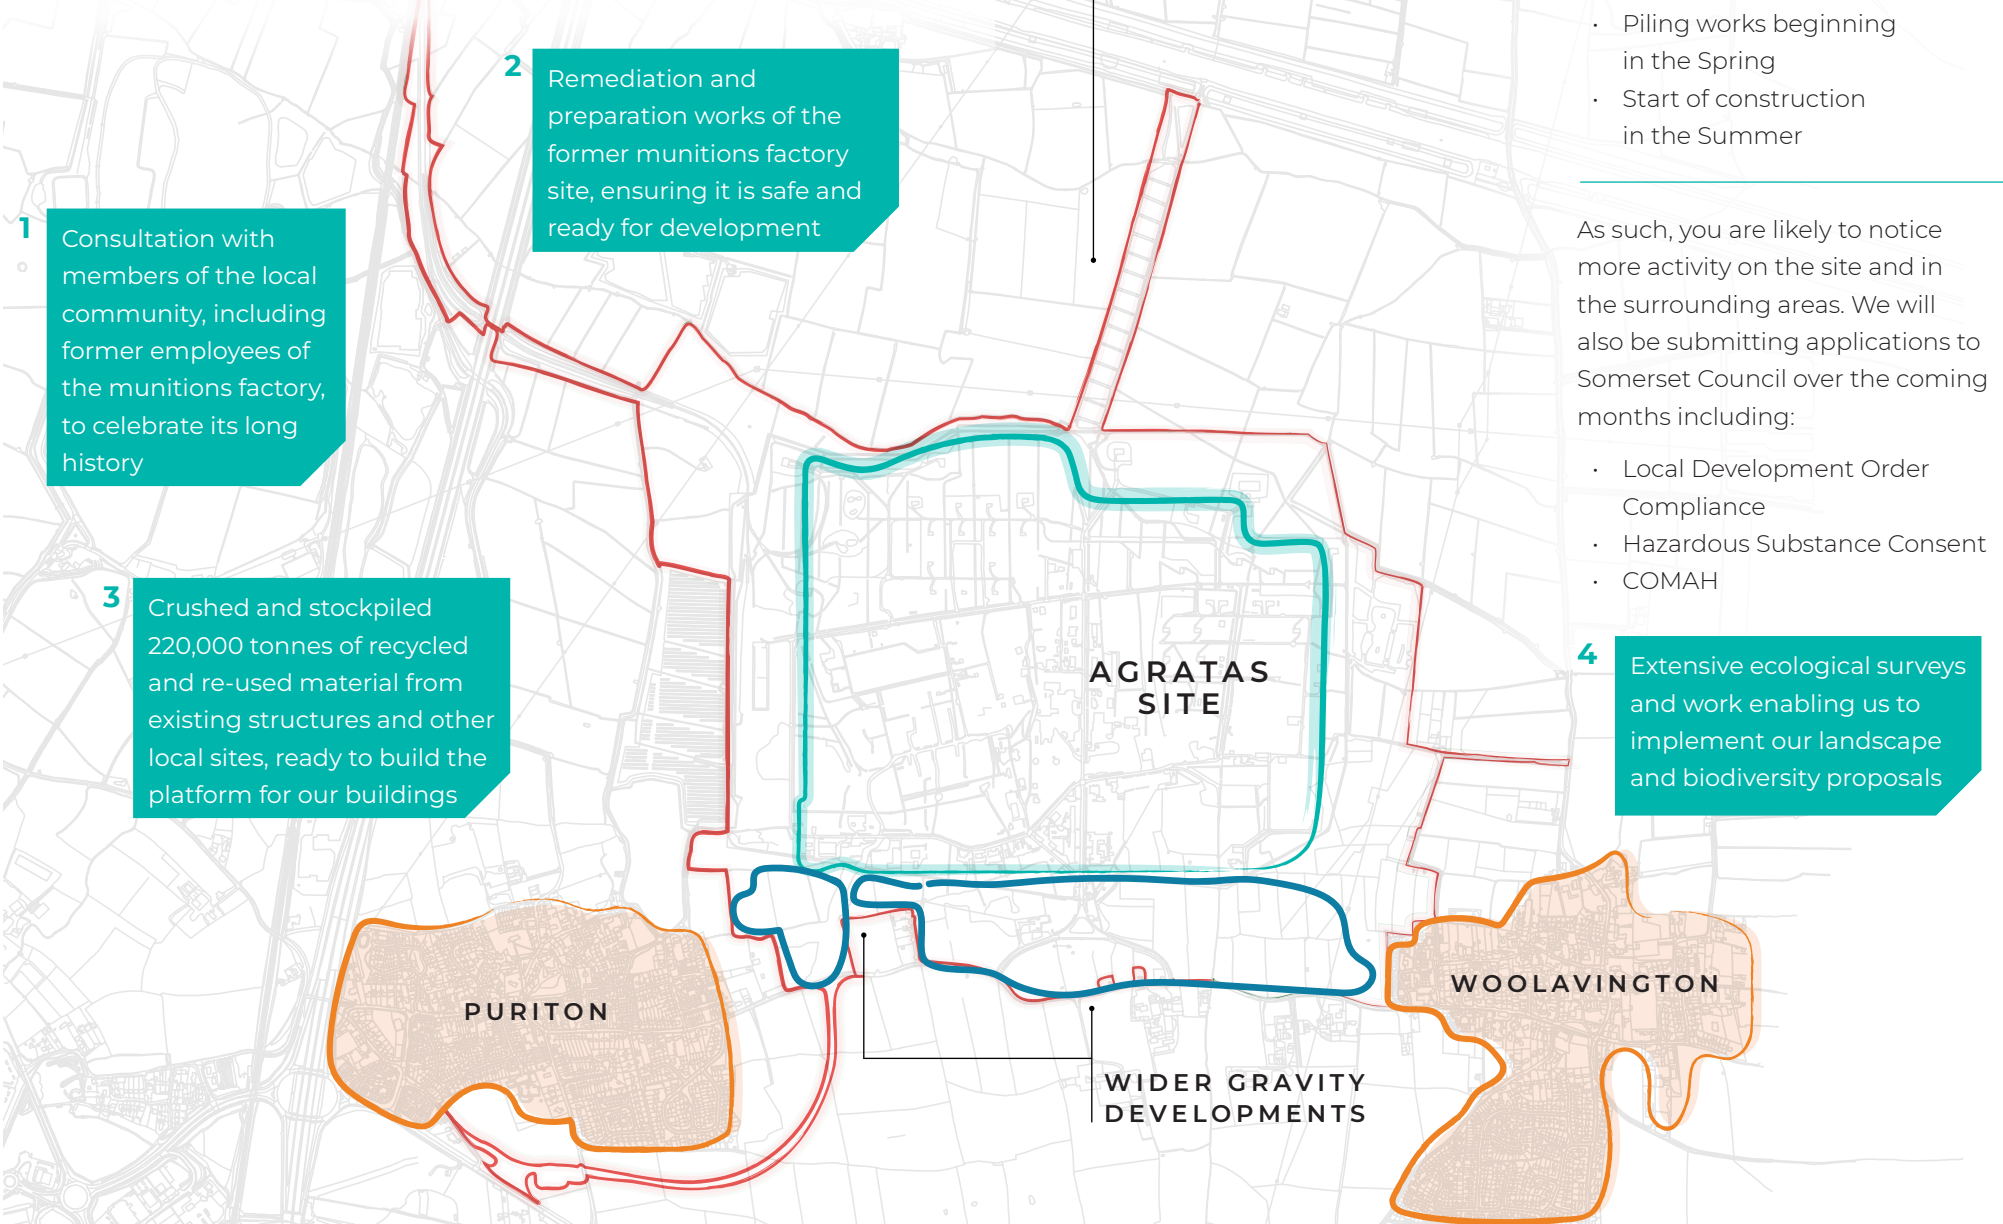 2
Remediation and
preparation works of the
former munitions factory
site, ensuring it is safe and
ready for development
1
Consultation with
members of the local
community, including
former employees of
the munitions factory,
to celebrate its long
history
3
Crushed and stockpiled
220,000 tonnes of recycled
and re-used material from
existing structures and other
local sites, ready to build the
platform for our buildings
AGRATAS
SITE
PURITON
WIDER GRAVITY
DEVELOPMENTS
WOOLAVINGTON
· Piling works beginning
in the Spring
· Start of construction
in the Summer
As such, you are likely to notice
more activity on the site and in
the surrounding areas. We will
also be submitting applications to
Somerset Council over the coming
months including:
· Local Development Order
Compliance
· Hazardous Substance Consent
· COMAH
4
Extensive ecological surveys
and work enabling us to
implement our landscape
and biodiversity proposals